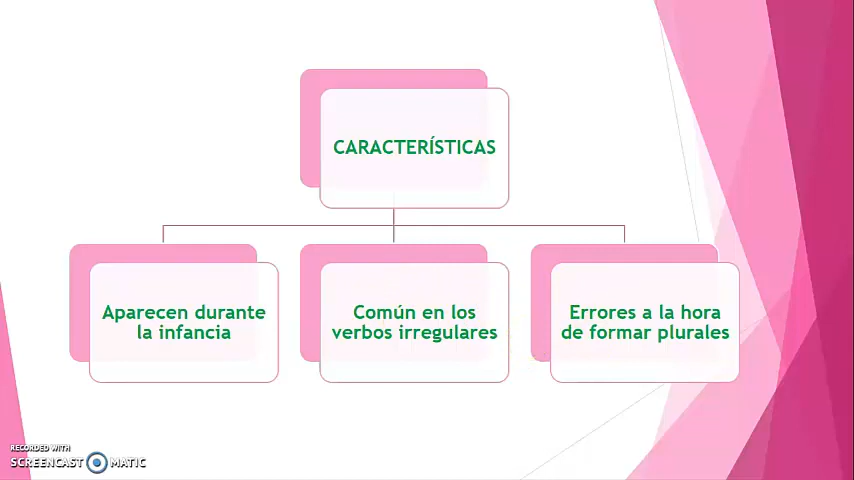 CARACTERÍSTICAS
Aparecen durante
la infancia
Común en los
verbos irregulares
Errores a la hora
de formar plurales
RECORDED WITH
SCREENCAST MATIC